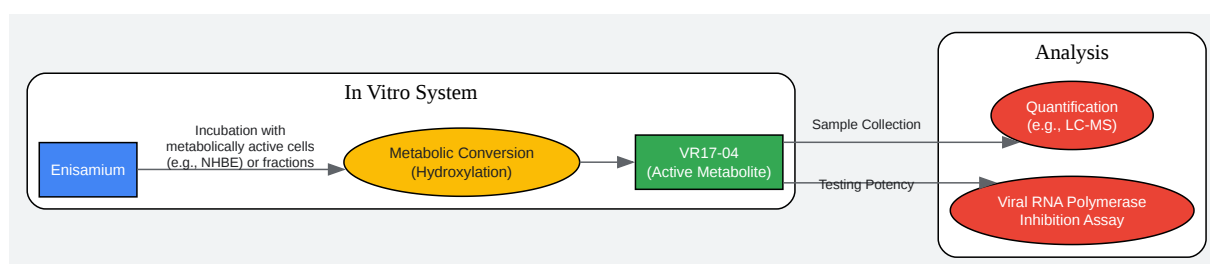 In Vitro System
Enisamium
Incubation with
metabolically active cells
(e.g., NHBE) or fractions
Metabolic Conversion
(Hydroxylation)
VR17-04
(Active Metabolite)
Sample Collection
Testing Potency
Analysis
Quantification
(e.g., LC-MS)
Viral RNA Polymerase
Inhibition Assay